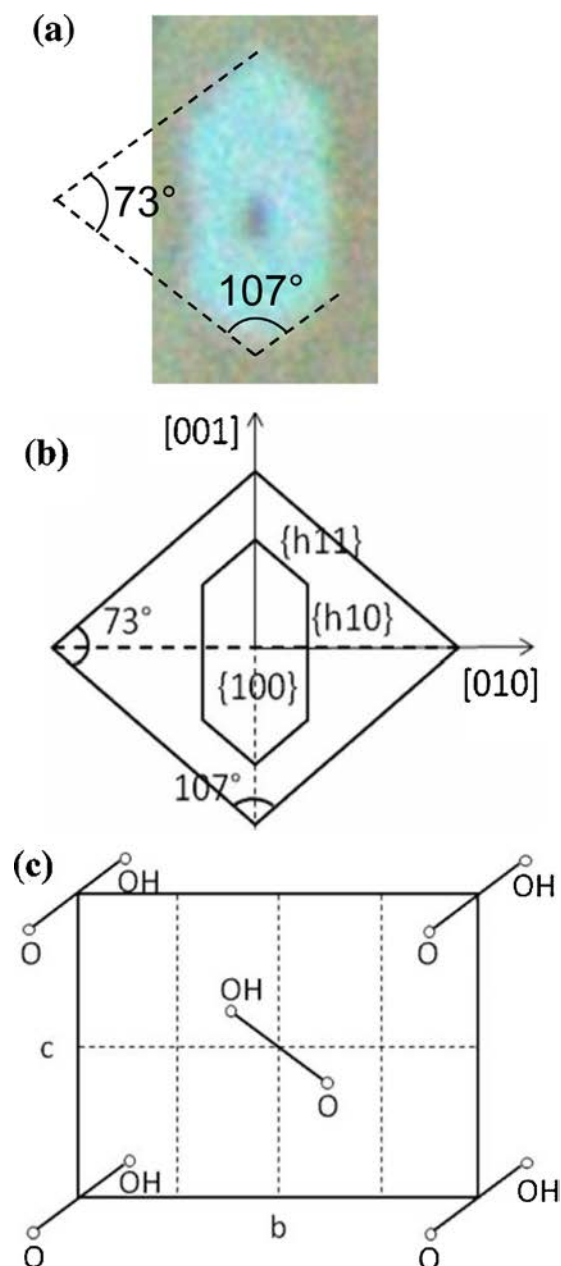 (a)
73°
107°
(b)
[001]
{h11}
73°
{h10}
{100}
[010]
107°
(c)
OH
OH
O
O
OH
c
O
OH
OH
b
O
O